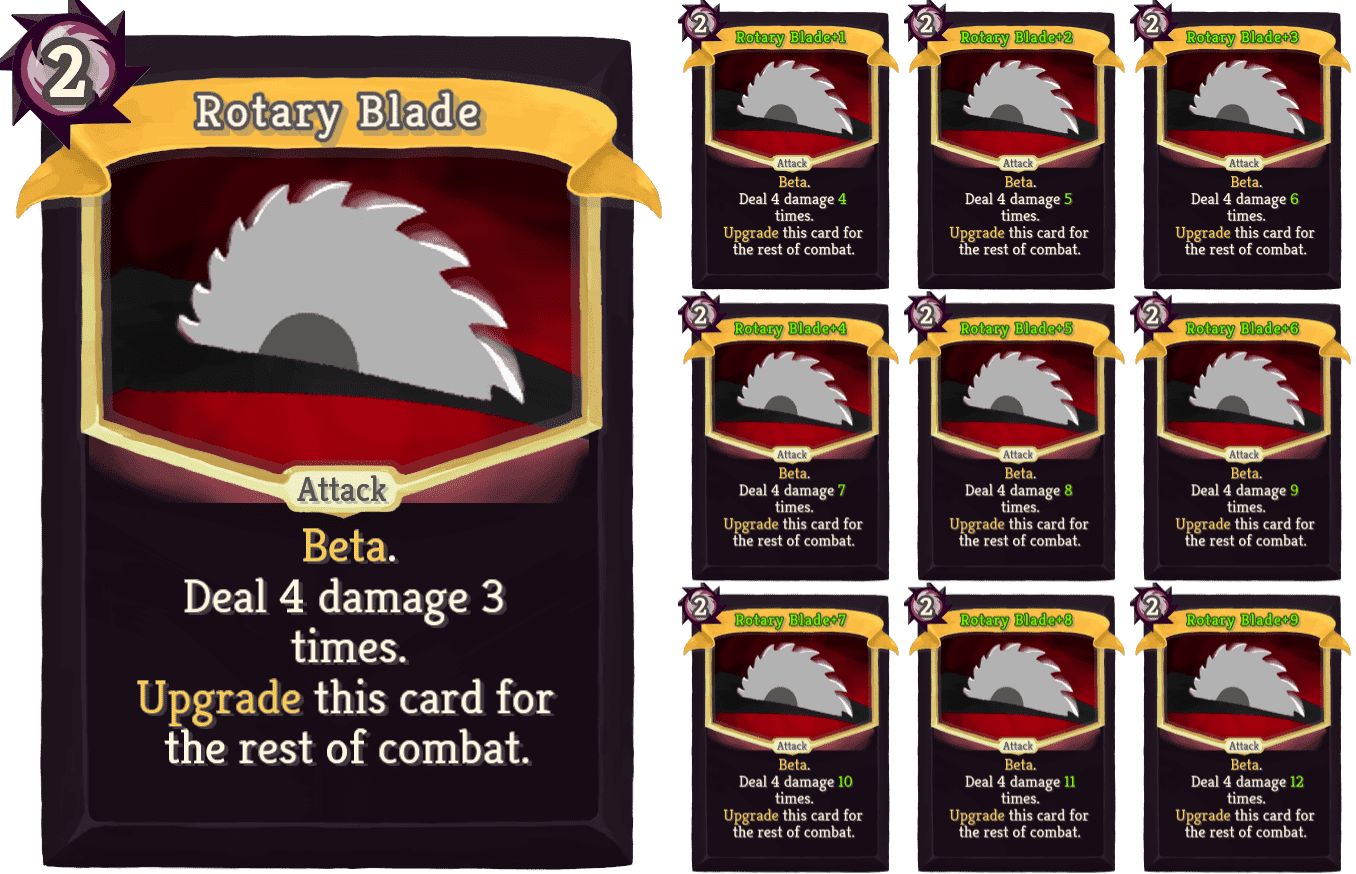 2
Rotary Blade
Attack
Beta.
Deal 4 damage 3
times.
Upgrade this card for
the rest of combat.
2
Rotary Blade+1
Attack
Beta.
Deal 4 damage 4
times.
Upgrade this card for
the rest of combat.
2
Rotary Blade+2
Attack
Beta.
Deal 4 damage 5
times.
Upgrade this card for
the rest of combat.
2
Rotary Blade+3
Attack
Beta.
Deal 4 damage 6
times.
Upgrade this card for
the rest of combat.
2
Rotary Blade+4
Attack
Beta.
Deal 4 damage 7
times.
Upgrade this card for
the rest of combat.
2
Rotary Blade+5
Attack
Beta.
Deal 4 damage 8
times.
Upgrade this card for
the rest of combat.
2
Rotary Blade+6
Attack
Beta.
Deal 4 damage 9
times.
Upgrade this card for
the rest of combat.
2
Rotary Blade+7
Attack
Beta.
Deal 4 damage 10
times.
Upgrade this card for
the rest of combat.
2
Rotary Blade+8
Attack
Beta.
Deal 4 damage 11
times.
Upgrade this card for
the rest of combat.
2
Rotary Blade+9
Attack
Beta.
Deal 4 damage 12
times.
Upgrade this card for
the rest of combat.